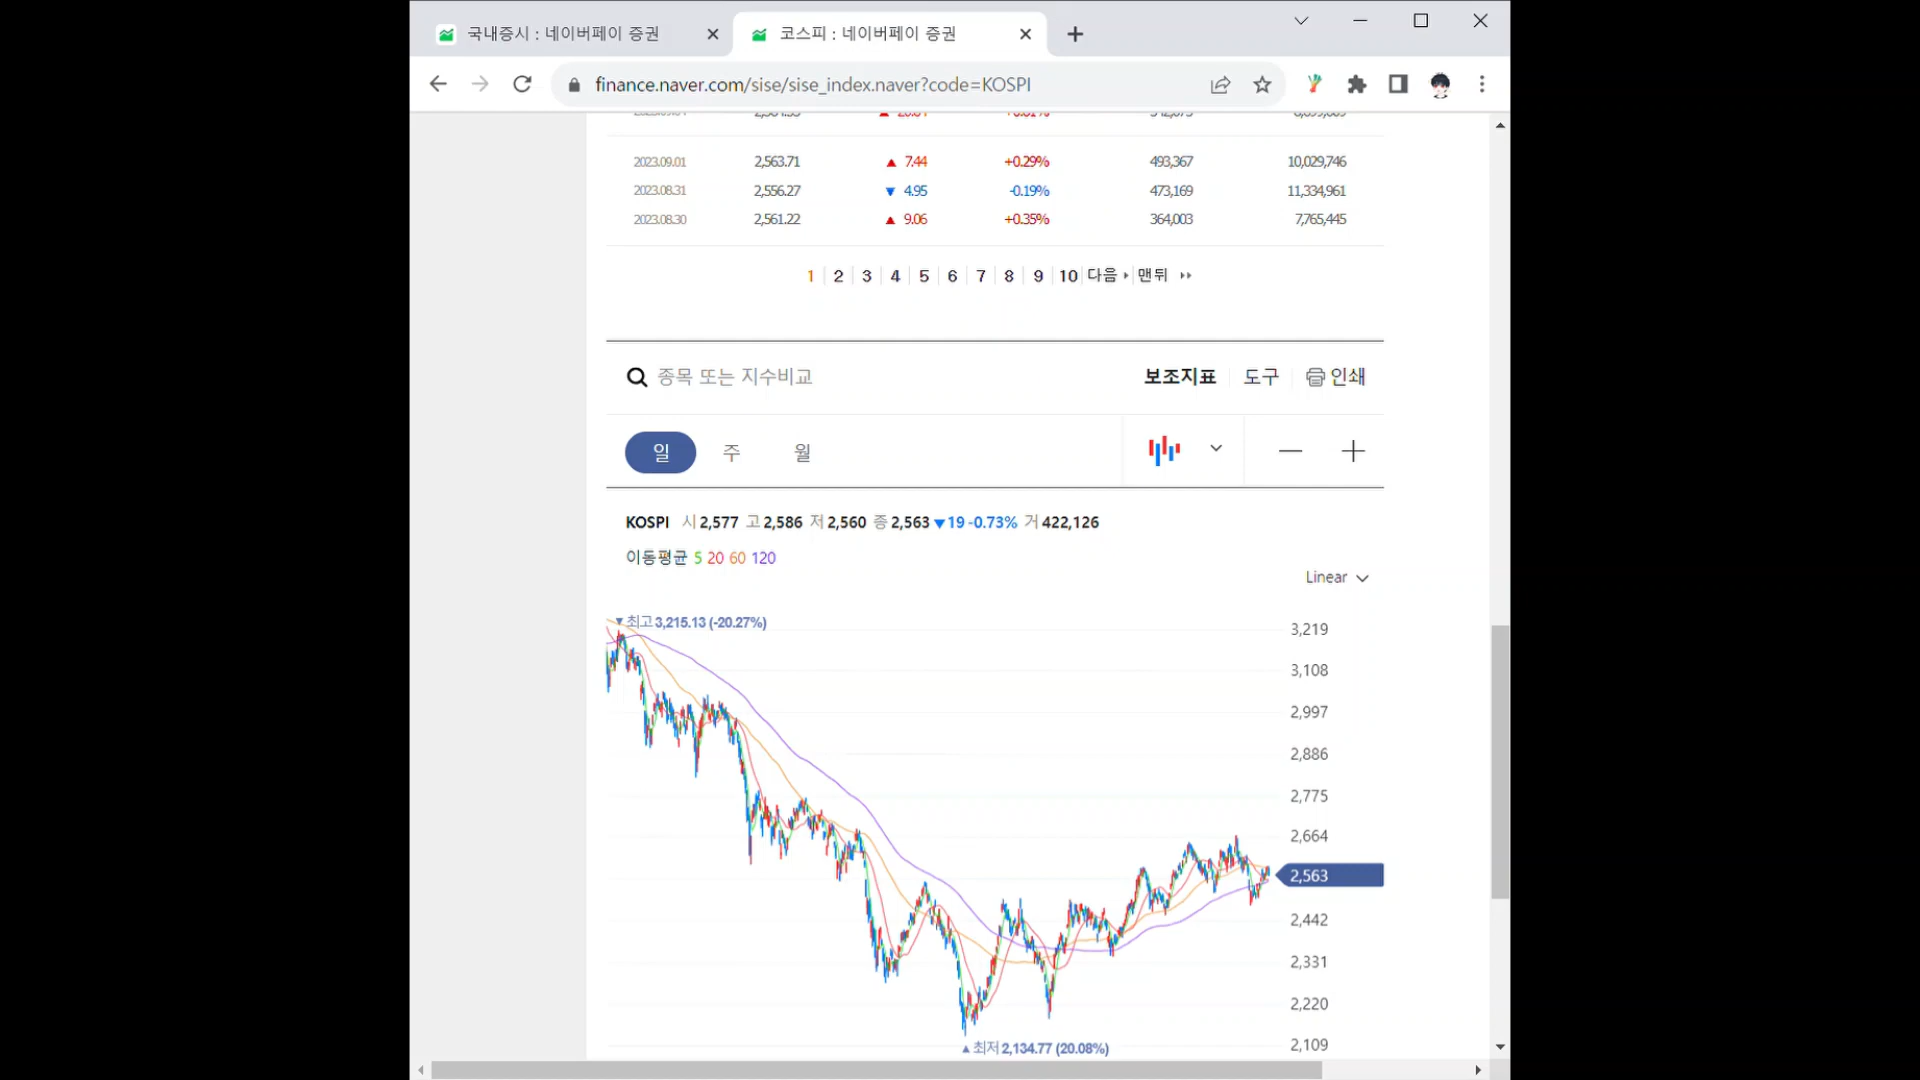 국내증시 : 네이버페이 증권
코스피 : 네이버페이 증권
finance.naver.com/sise/sise_index.naver?code=KOSPI
2023.09.01 2,563.71 ▲ 7.44 +0.29% 493,367 10,029,746
2023.08.31 2,556.27 ▼ 4.95 -0.19% 473,169 11,334,961
2023.08.30 2,561.22 ▲ 9.06 +0.35% 364,003 7,765,445
1 2 3 4 5 6 7 8 9 10 다음 맨뒤
종목 또는 지수비교 보조지표 도구 인쇄
일 주 월
KOSPI 시 2,577 고 2,586 저 2,560 종 2,563 ▼19 -0.73% 거 422,126
이동평균 5 20 60 120
Linear
▼최고 3,215.13 (-20.27%)
3,219
3,108
2,997
2,886
2,775
2,664
2,563
2,442
2,331
2,220
▲최저 2,134.77 (20.08%)
2,109